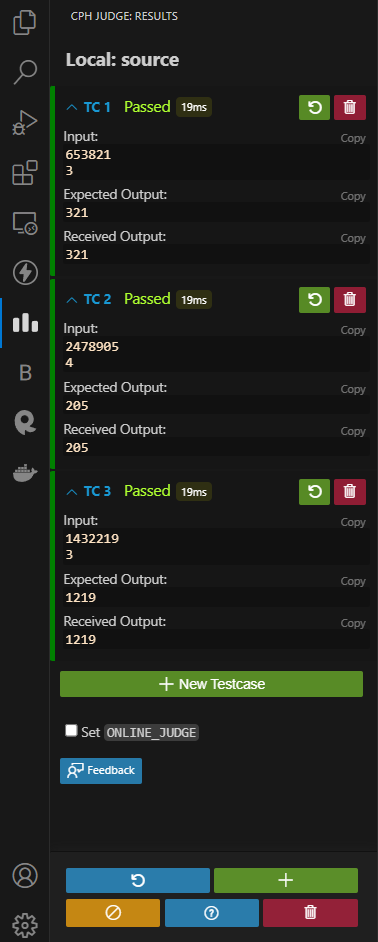 CPH JUDGE: RESULTS
Local: source
TC 1 Passed 19ms
Input: Copy
653821
3
Expected Output: Copy
321
Received Output: Copy
321
TC 2 Passed 19ms
Input: Copy
2478905
4
Expected Output: Copy
205
Received Output: Copy
205
TC 3 Passed 19ms
Input: Copy
1432219
3
Expected Output: Copy
1219
Received Output: Copy
1219
B
+ New Testcase
Set ONLINE_JUDGE
Feedback